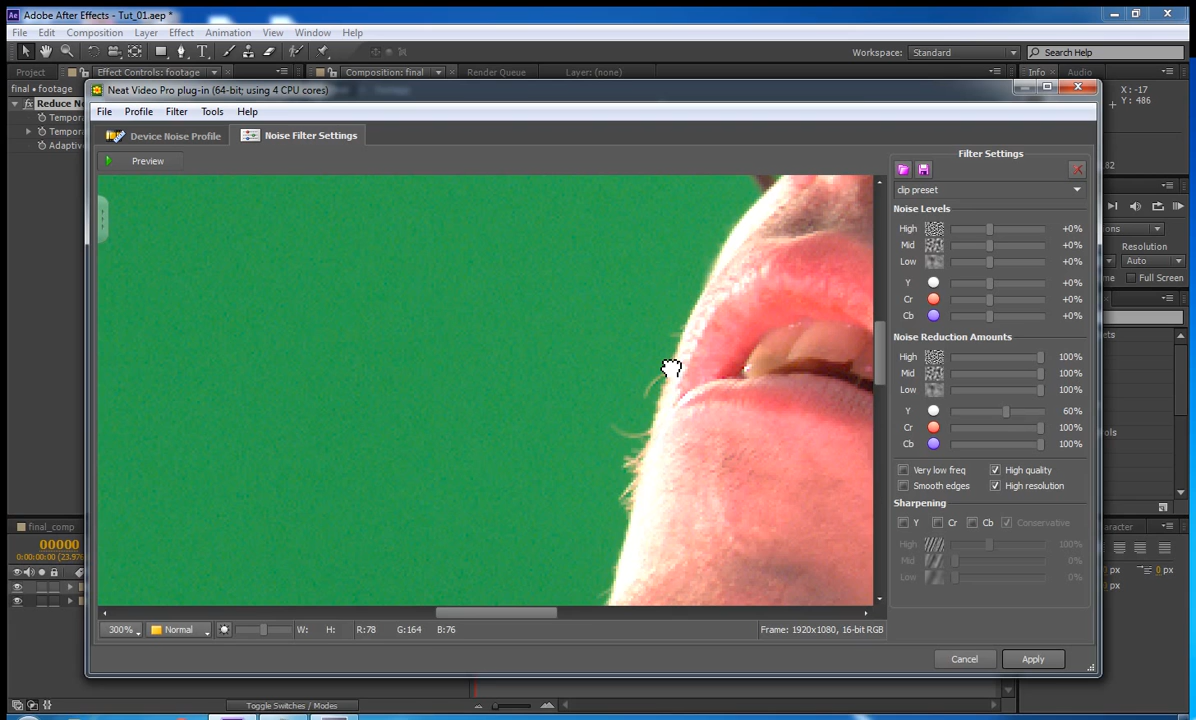 Adobe After Effects - Tut_01.aep *
File Edit Composition Layer Effect Animation View Window Help
Workspace: Standard Search Help
Project Effect Controls: footage Composition: final Render Queue Layer: (none) Info Audio
final • footage
Neat Video Pro plug-in (64-bit; using 4 CPU cores)
X : -17
Y : 486
File Profile Filter Tools Help
Device Noise Profile Noise Filter Settings
Preview
Filter Settings
clip preset
Noise Levels
High +0%
Mid +0%
Low +0%
Y +0%
Cr +0%
Cb +0%
Noise Reduction Amounts
High 100%
Mid 100%
Low 100%
Y 60%
Cr 100%
Cb 100%
Very low freq High quality
Smooth edges High resolution
Sharpening
Y Cr Cb Conservative
High 100%
Mid 0%
Low 0%
300% Normal W: H: R:78 G:164 B:76 Frame: 1920x1080, 16-bit RGB
Cancel Apply
Resolution
Auto Full Screen
final_comp
00000
px px
px
Toggle Switches / Modes